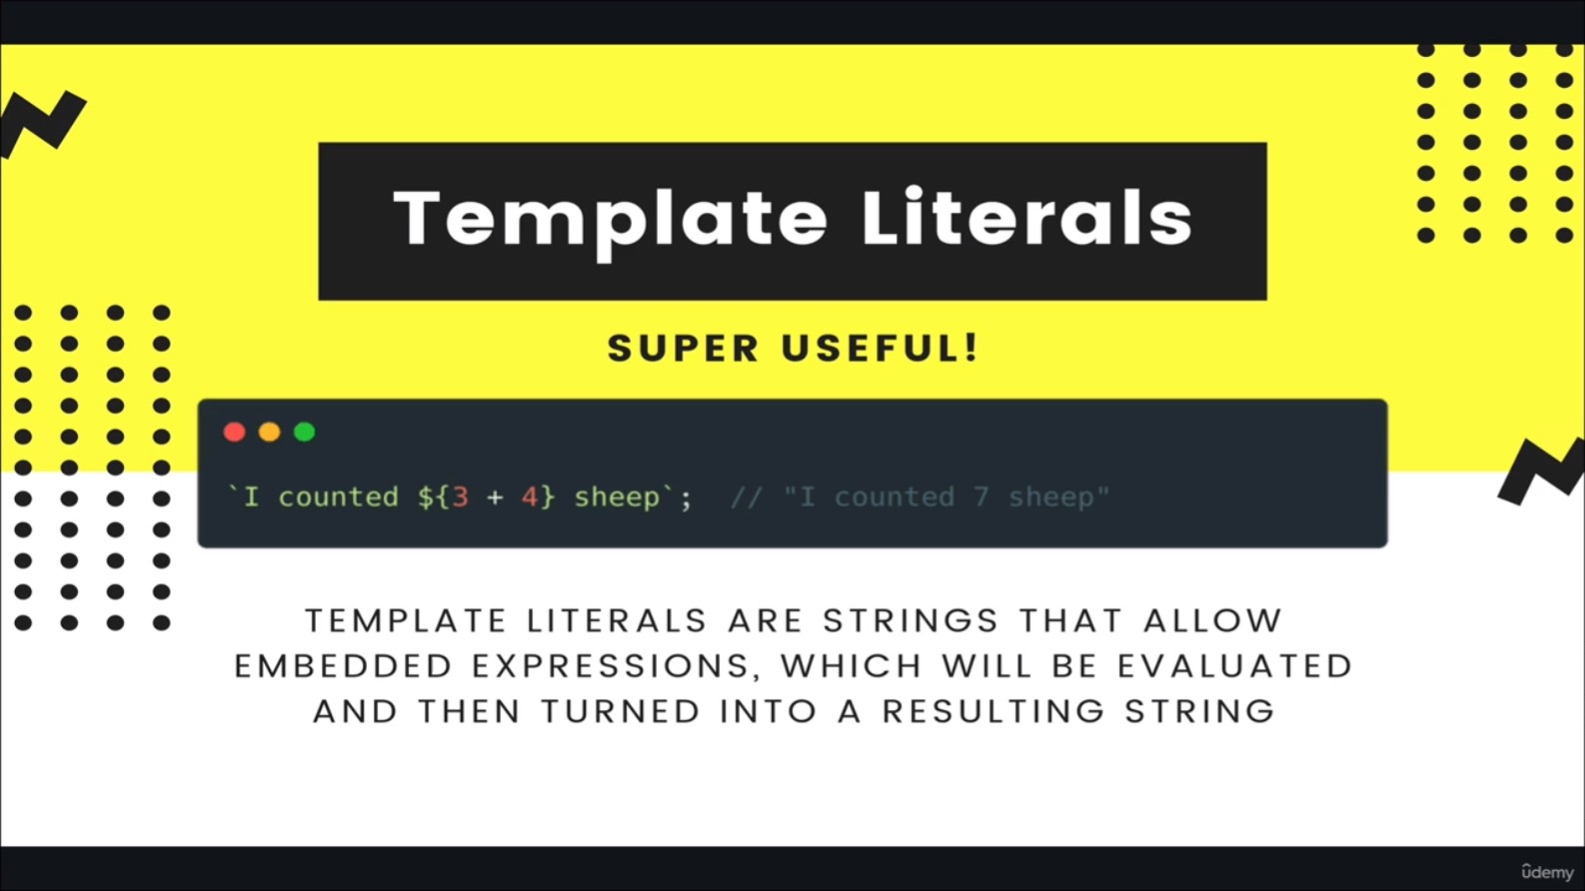 Template Literals
SUPER USEFUL!
`I counted ${3 + 4} sheep`;  // "I counted 7 sheep"
TEMPLATE LITERALS ARE STRINGS THAT ALLOW
EMBEDDED EXPRESSIONS, WHICH WILL BE EVALUATED
AND THEN TURNED INTO A RESULTING STRING
ûdemy